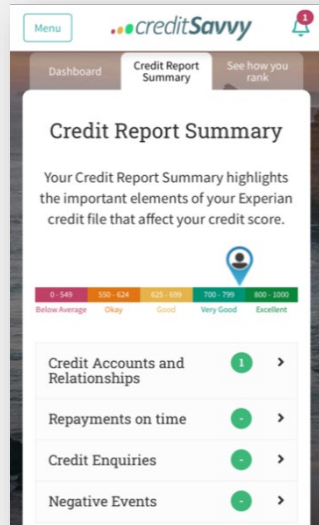 Menu
creditSavvy
1
Dashboard
Credit Report
Summary
See how you
rank
Credit Report Summary
Your Credit Report Summary highlights
the important elements of your Experian
credit file that affect your credit score.
0 - 549 550 - 624 625 - 699 700 - 799 800 - 1000
Below Average Okay Good Very Good Excellent
Credit Accounts and
Relationships
1
Repayments on time
-
Credit Enquiries
-
Negative Events
-